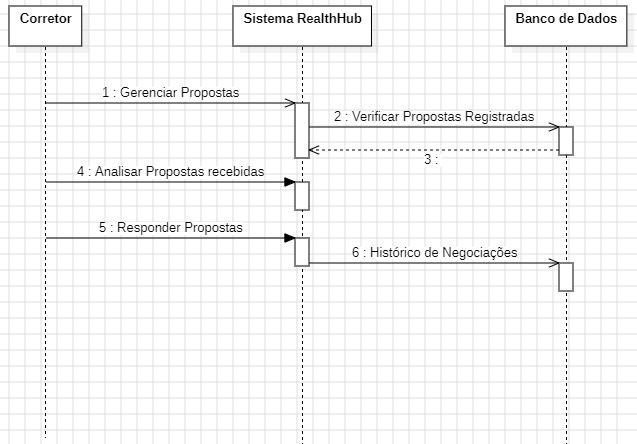 Corretor
Sistema RealthHub
Banco de Dados
1 : Gerenciar Propostas
2 : Verificar Propostas Registradas
3 :
4 : Analisar Propostas recebidas
5 : Responder Propostas
6 : Histórico de Negociações